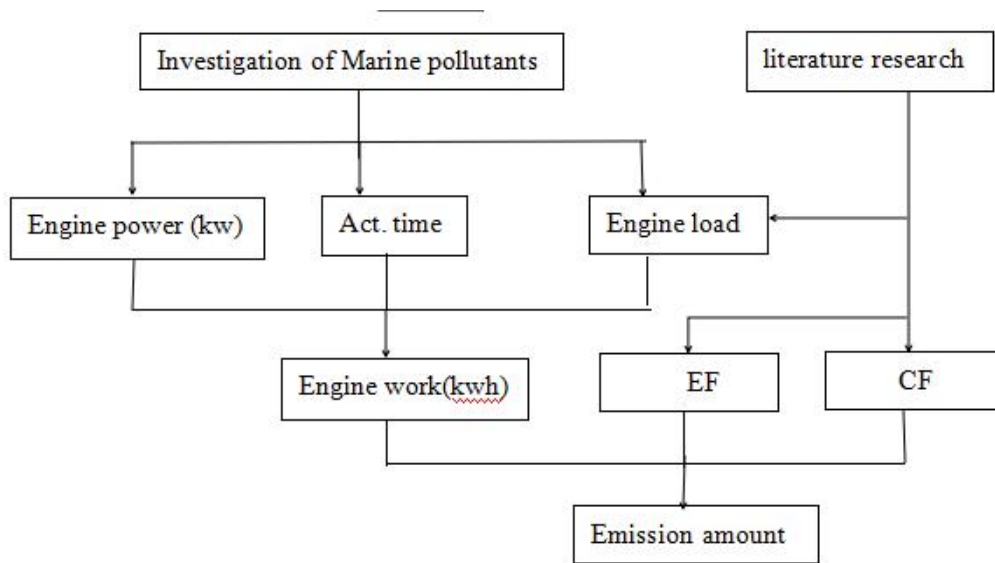 Investigation of Marine pollutants
literature research
Engine power (kw)
Act. time
Engine load
Engine work(kwh)
EF
CF
Emission amount